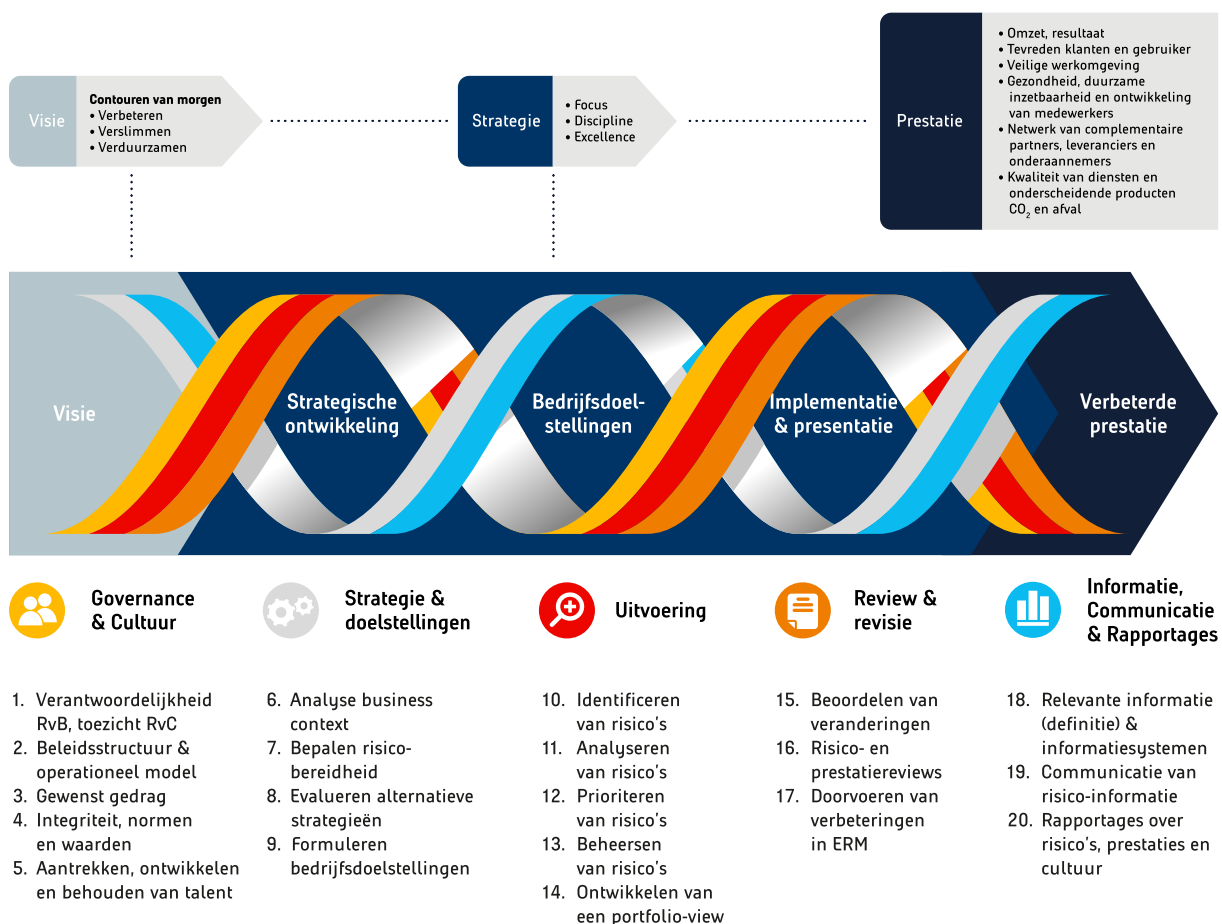 Visie
Contouren van morgen
• Verbeteren
• Verslimmen
• Verduurzamen
Strategie
• Focus
• Discipline
• Excellence
Prestatie
• Omzet, resultaat
• Tevreden klanten en gebruiker
• Veilige werkomgeving
• Gezondheid, duurzame
inzetbaarheid en ontwikkeling
van medewerkers
• Netwerk van complementaire
partners, leveranciers en
onderaannemers
• Kwaliteit van diensten en
onderscheidende producten
CO₂ en afval
Visie
Strategische
ontwikkeling
Bedrijfsdoel-
stellingen
Implementatie
& presentatie
Verbeterde
prestatie
Governance
& Cultuur
Strategie &
doelstellingen
Uitvoering
Review &
revisie
Informatie,
Communicatie
& Rapportages
1. Verantwoordelijkheid
RvB, toezicht RvC
2. Beleidsstructuur &
operationeel model
3. Gewenst gedrag
4. Integriteit, normen
en waarden
5. Aantrekken, ontwikkelen
en behouden van talent
6. Analyse business
context
7. Bepalen risico-
bereidheid
8. Evalueren alternatieve
strategieën
9. Formuleren
bedrijfsdoelstellingen
10. Identificeren
van risico's
11. Analyseren
van risico's
12. Prioriteren
van risico's
13. Beheersen
van risico's
14. Ontwikkelen van
een portfolio-view
15. Beoordelen van
veranderingen
16. Risico- en
prestatiereviews
17. Doorvoeren van
verbeteringen
in ERM
18. Relevante informatie
(definitie) &
informatiesystemen
19. Communicatie van
risico-informatie
20. Rapportages over
risico's, prestaties en
cultuur